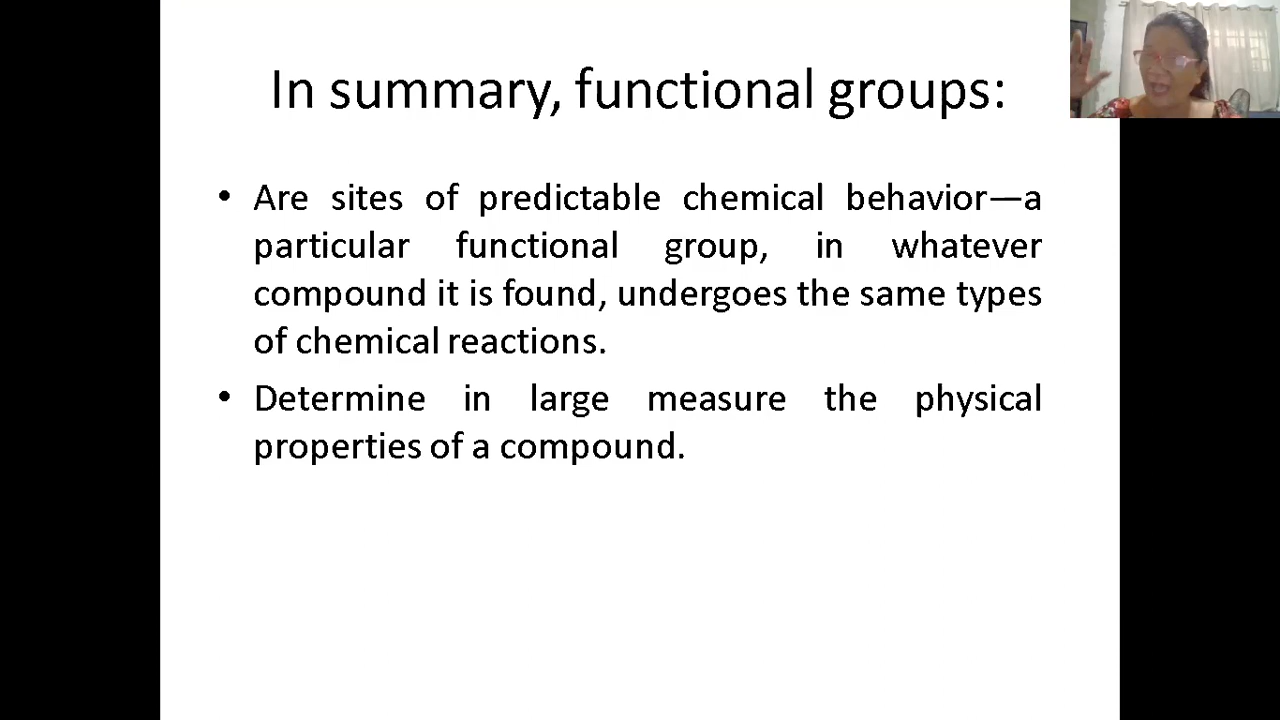 In summary, functional groups:
• Are sites of predictable chemical behavior—a
particular functional group, in whatever
compound it is found, undergoes the same types
of chemical reactions.
• Determine in large measure the physical
properties of a compound.